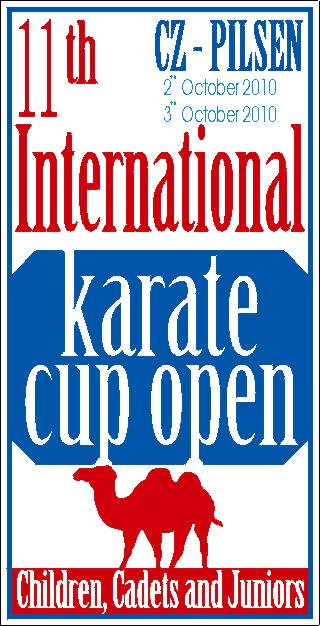 11th
CZ - PILSEN
2nd October 2010
3rd October 2010
International
karate
cup open
Children, Cadets and Juniors